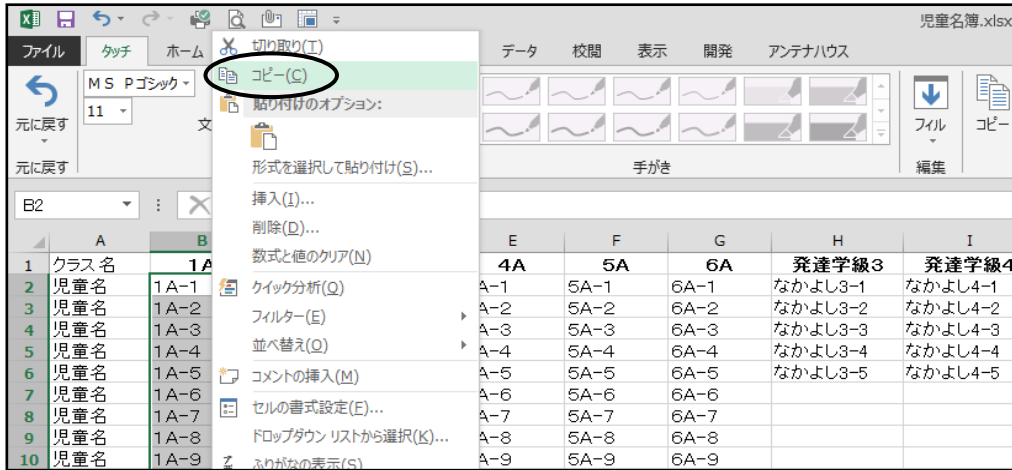 児童名簿.xlsx
ファイル タッチ ホーム データ 校閲 表示 開発 アンテナハウス
元に戻す
元に戻す
ＭＳ Ｐゴシック
11
文
手がき
フィル
コピー
編集
B2
切り取り(T)
コピー(C)
貼り付けのオプション:
形式を選択して貼り付け(S)...
挿入(I)...
削除(D)...
数式と値のクリア(N)
クイック分析(Q)
フィルター(E)
並べ替え(O)
コメントの挿入(M)
セルの書式設定(F)...
ドロップダウン リストから選択(K)...
ふりがなの表示(S)
A B E F G H I
1 クラス名 1A 4A 5A 6A 発達学級3 発達学級4
2 児童名 1A-1 A-1 5A-1 6A-1 なかよし3-1 なかよし4-1
3 児童名 1A-2 A-2 5A-2 6A-2 なかよし3-2 なかよし4-2
4 児童名 1A-3 A-3 5A-3 6A-3 なかよし3-3 なかよし4-3
5 児童名 1A-4 A-4 5A-4 6A-4 なかよし3-4 なかよし4-4
6 児童名 1A-5 A-5 5A-5 6A-5 なかよし3-5 なかよし4-5
7 児童名 1A-6 A-6 5A-6 6A-6
8 児童名 1A-7 A-7 5A-7 6A-7
9 児童名 1A-8 A-8 5A-8 6A-8
10 児童名 1A-9 A-9 5A-9 6A-9